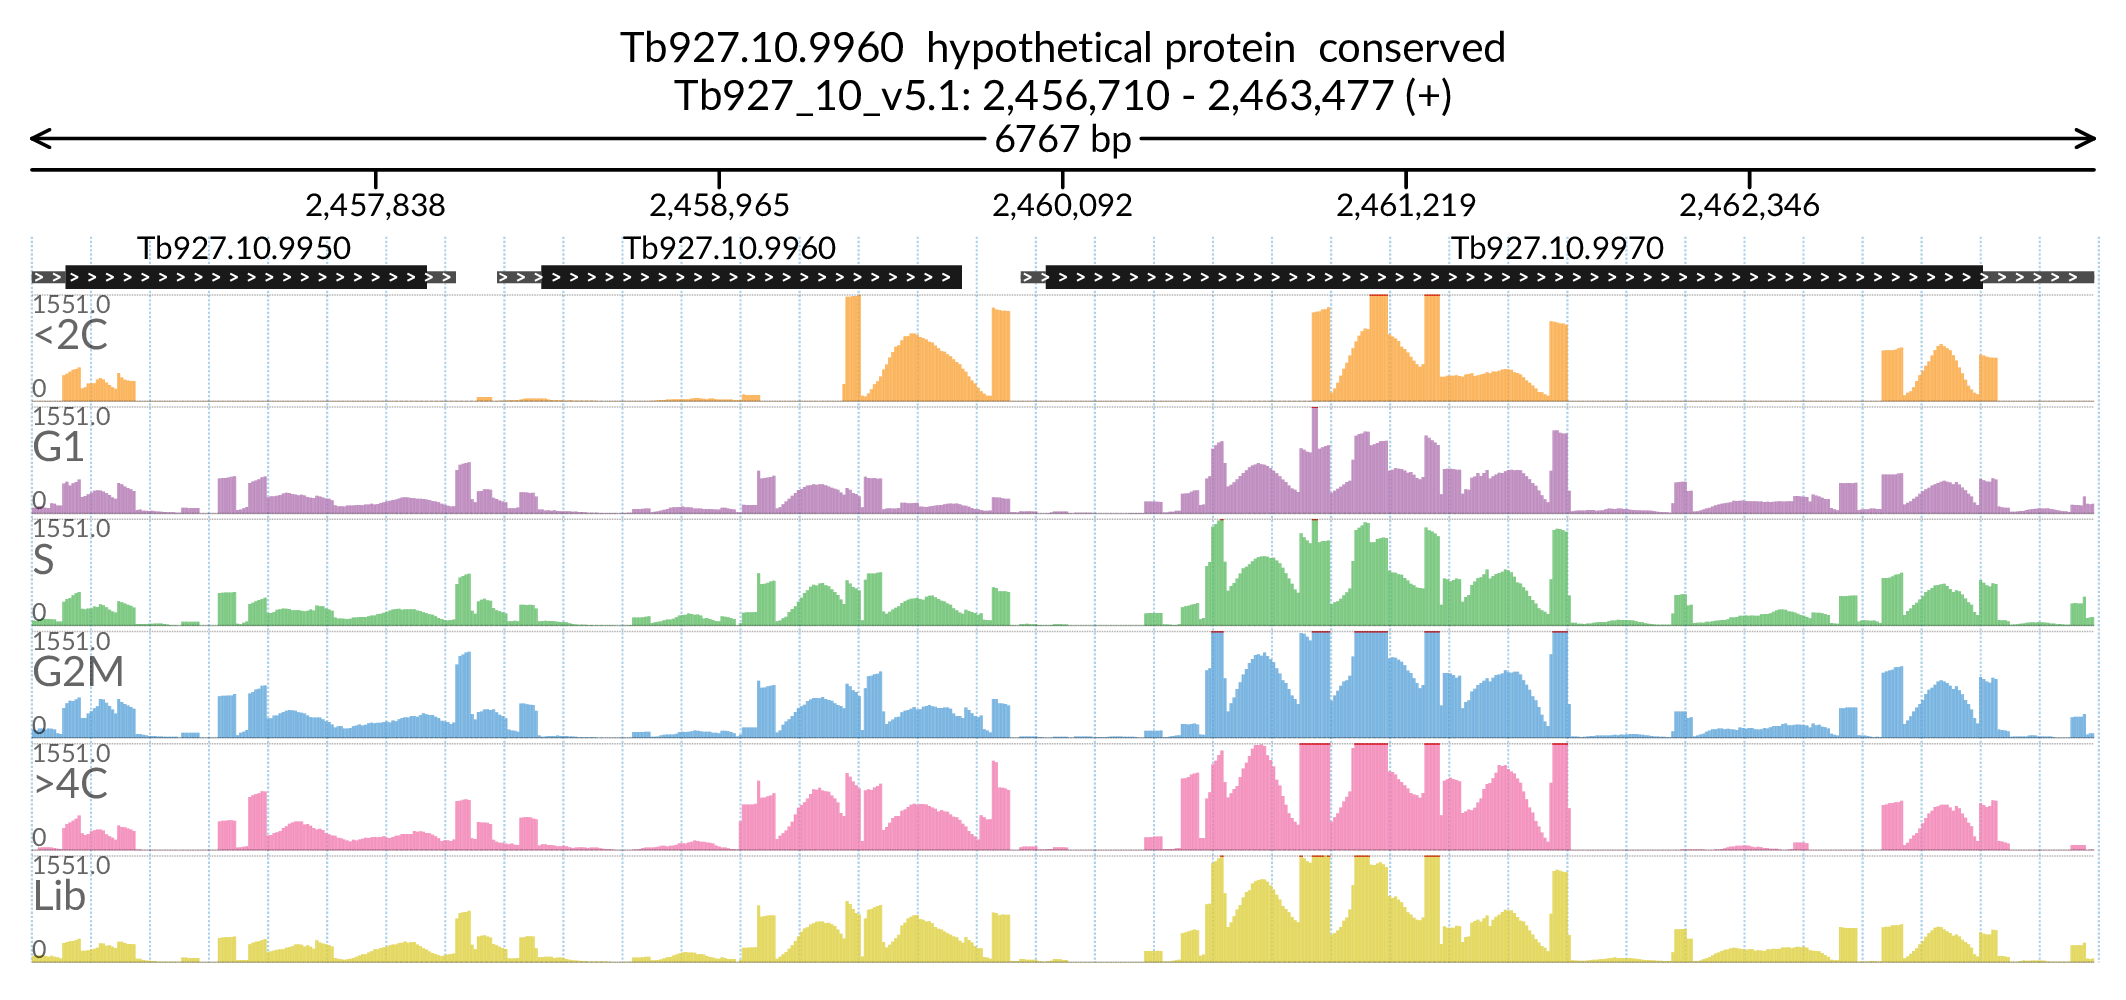 Tb927.10.9960  hypothetical protein  conserved
Tb927_10_v5.1: 2,456,710 - 2,463,477 (+)
6767 bp
2,457,838 2,458,965 2,460,092 2,461,219 2,462,346
Tb927.10.9950 Tb927.10.9960 Tb927.10.9970
1551.0
<2C
0
1551.0
G1
0
1551.0
S
0
1551.0
G2M
0
1551.0
>4C
0
1551.0
Lib
0